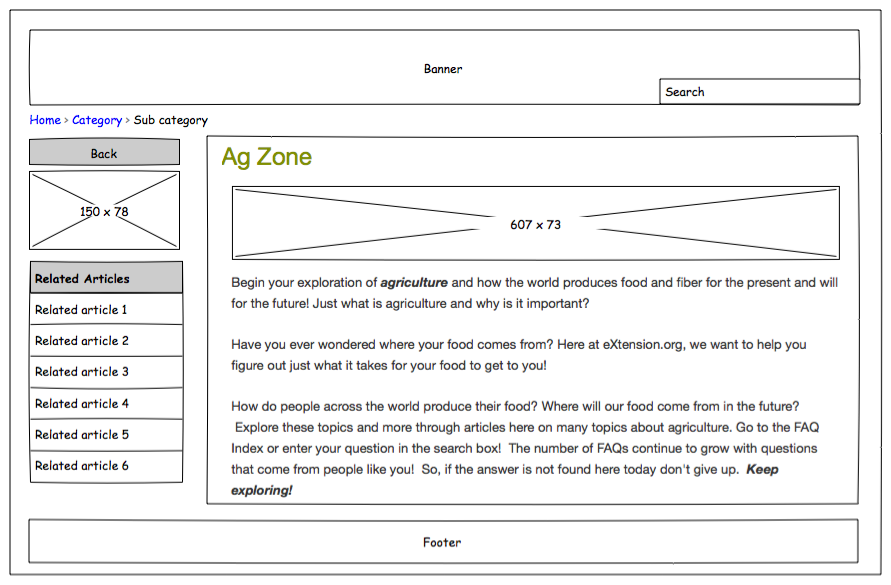 Banner
Search
Home > Category > Sub category
Back
150 x 78
Related Articles
Related article 1
Related article 2
Related article 3
Related article 4
Related article 5
Related article 6
Ag Zone
607 x 73
Begin your exploration of agriculture and how the world produces food and fiber for the present and will
for the future! Just what is agriculture and why is it important?
Have you ever wondered where your food comes from? Here at eXtension.org, we want to help you
figure out just what it takes for your food to get to you!
How do people across the world produce their food? Where will our food come from in the future?
Explore these topics and more through articles here on many topics about agriculture. Go to the FAQ
Index or enter your question in the search box!  The number of FAQs continue to grow with questions
that come from people like you!  So, if the answer is not found here today don't give up.  Keep
exploring!
Footer